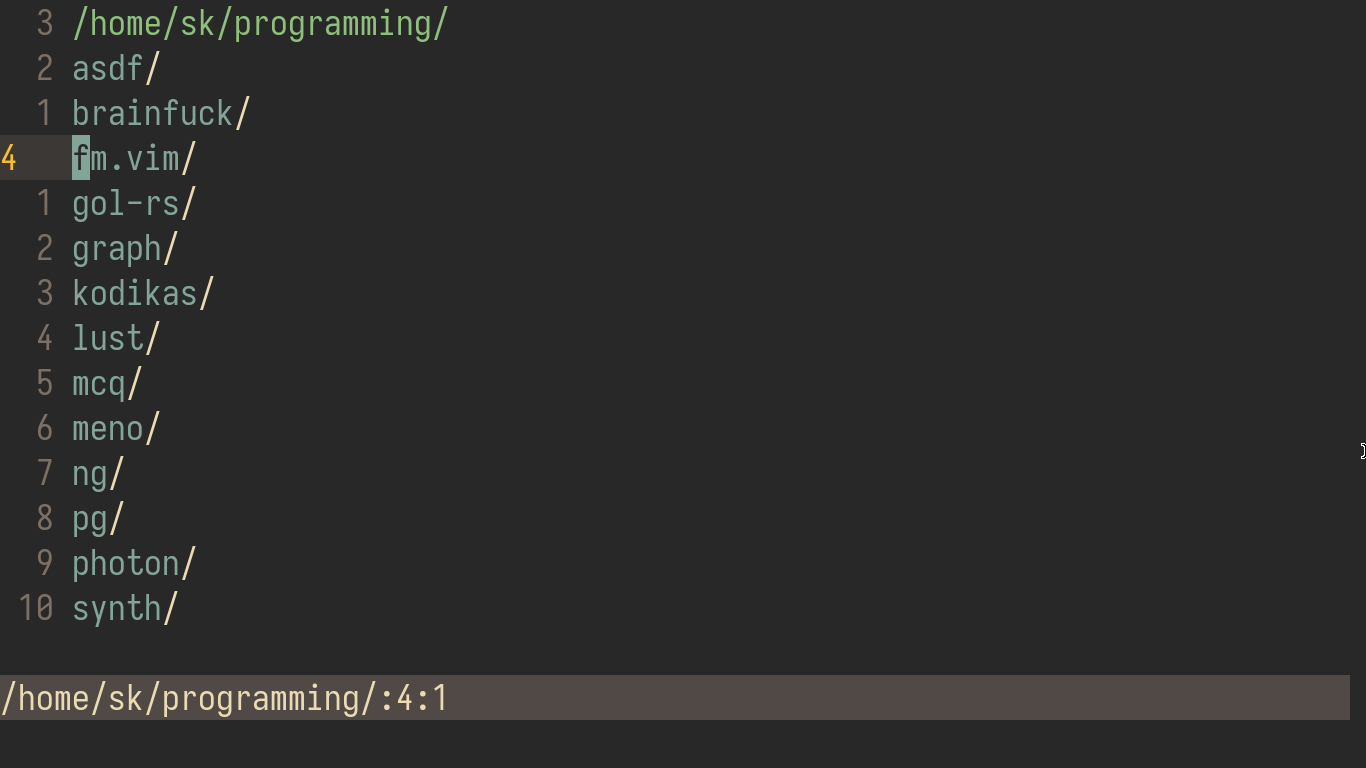 3 /home/sk/programming/
2 asdf/
1 brainfuck/
4 fm.vim/
1 gol-rs/
2 graph/
3 kodikas/
4 lust/
5 mcq/
6 meno/
7 ng/
8 pg/
9 photon/
10 synth/
/home/sk/programming/:4:1